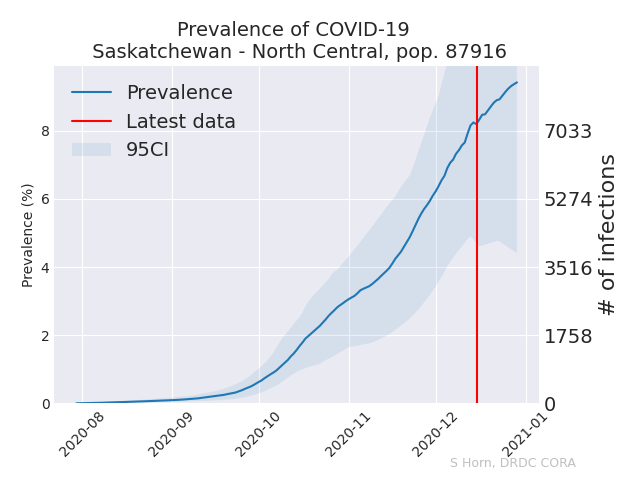 Prevalence of COVID-19
Saskatchewan - North Central, pop. 87916
Prevalence
Latest data
95CI
Prevalence (%)
8
6
4
2
0
7033
5274
3516
1758
0
# of infections
2020-08
2020-09
2020-10
2020-11
2020-12
2021-01
S Horn, DRDC CORA